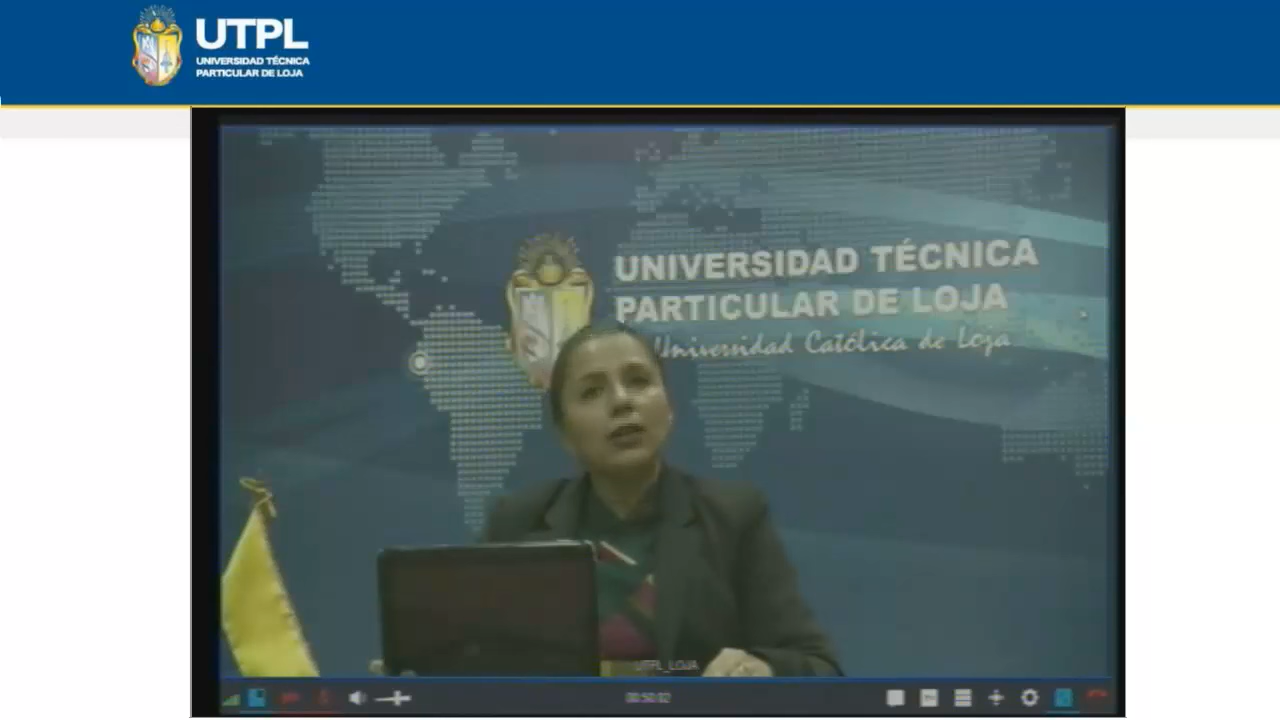 UTPL
UNIVERSIDAD TÉCNICA
PARTICULAR DE LOJA
UNIVERSIDAD TÉCNICA
PARTICULAR DE LOJA
Universidad Católica de Loja
UTPL_LOJA
00:50:02